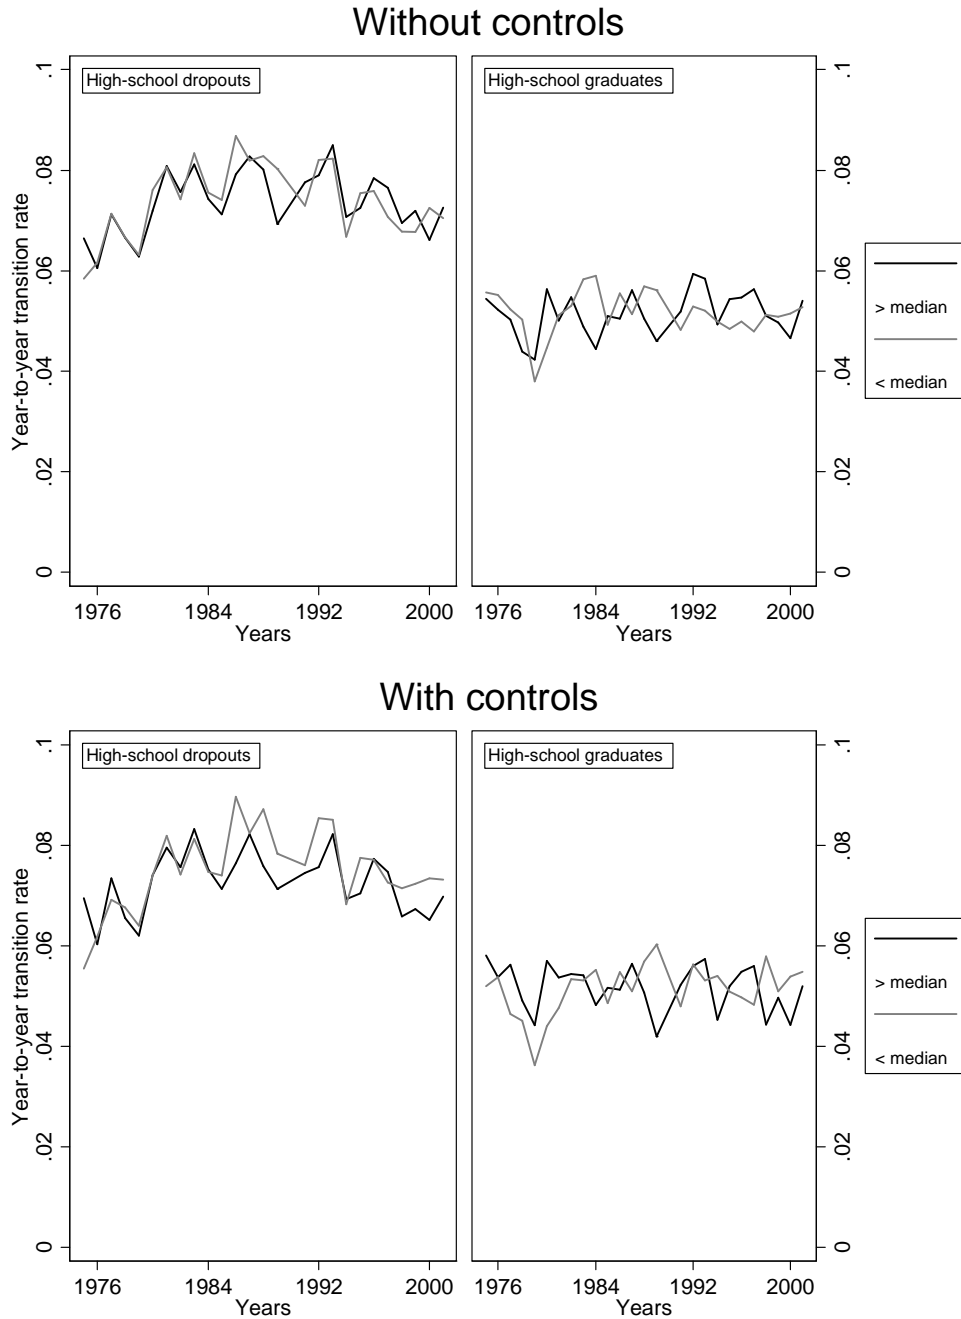 Without controls
High-school dropouts
High-school graduates
Year-to-year transition rate
.1
.08
.06
.04
.02
0
.1
.08
.06
.04
.02
0
1976 1984 1992 2000
Years
1976 1984 1992 2000
Years
> median
< median
With controls
High-school dropouts
High-school graduates
Year-to-year transition rate
.1
.08
.06
.04
.02
0
.1
.08
.06
.04
.02
0
1976 1984 1992 2000
Years
1976 1984 1992 2000
Years
> median
< median